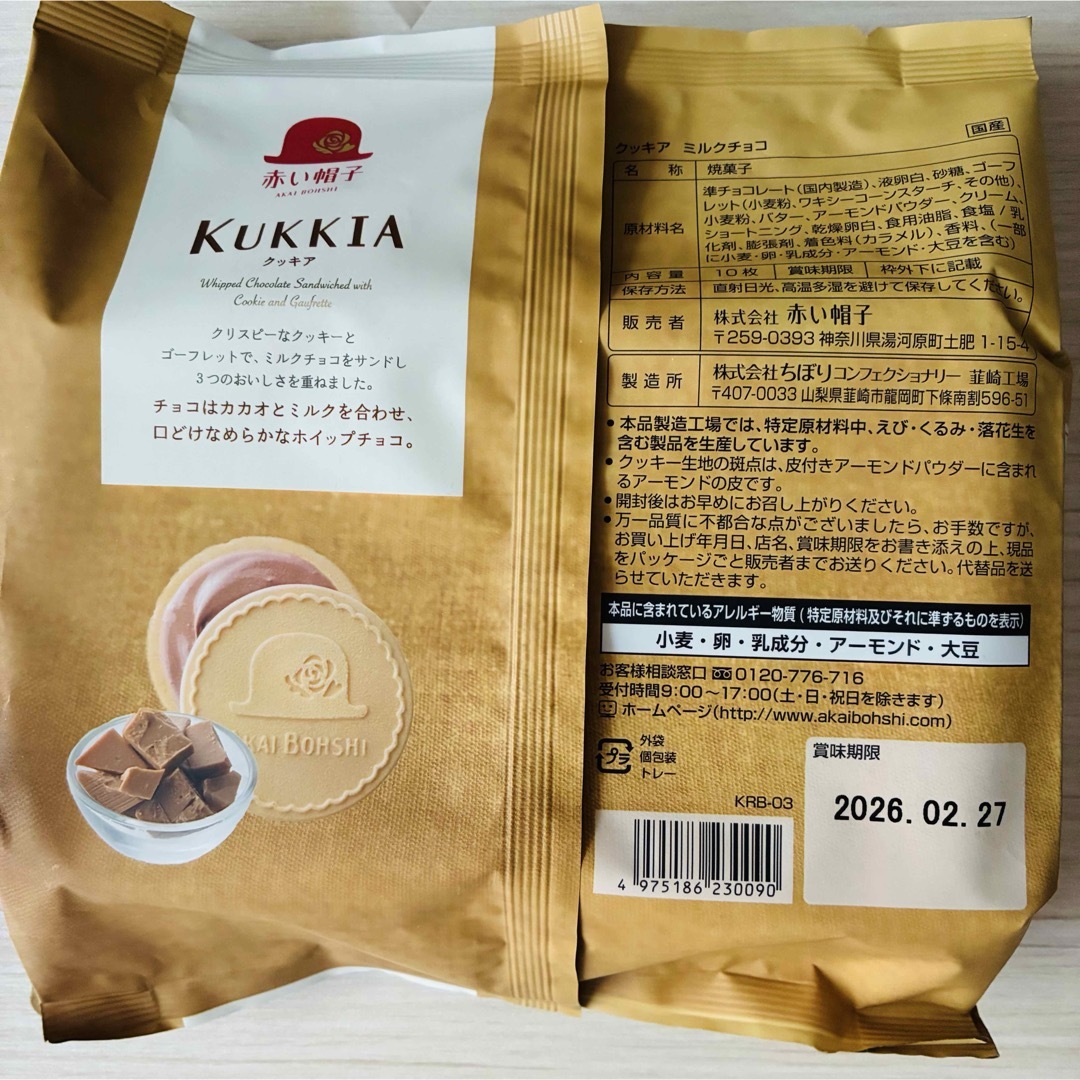 赤い帽子
AKAI BOHSHI
KUKKIA
クッキア
Whipped Chocolate Sandwiched with
Cookie and Gaufrette
クリスピーなクッキーと
ゴーフレットで、ミルクチョコをサンドし
3つのおいしさを重ねました。
チョコはカカオとミルクを合わせ、
口どけなめらかなホイップチョコ。
AKAI BOHSHI
国産
クッキア ミルクチョコ
名称 焼菓子
原材料名 準チョコレート(国内製造)、液卵白、砂糖、ゴーフ
レット(小麦粉、ワキシーコーンスターチ、その他)、
小麦粉、バター、アーモンドパウダー、クリーム、
ショートニング、乾燥卵白、食用油脂、食塩/乳
化剤、膨張剤、着色料(カラメル)、香料、(一部
に小麦・卵・乳成分・アーモンド・大豆を含む)
内容量 10枚 賞味期限 枠外下に記載
保存方法 直射日光、高温多湿を避けて保存してください。
販売者 株式会社 赤い帽子
〒259-0393 神奈川県湯河原町土肥 1-15-4
製造所 株式会社ちぼりコンフェクショナリー 韮崎工場
〒407-0033 山梨県韮崎市龍岡町下條南割596-51
•本品製造工場では、特定原材料中、えび・くるみ・落花生を
含む製品を生産しています。
•クッキー生地の斑点は、皮付きアーモンドパウダーに含まれ
るアーモンドの皮です。
•開封後はお早めにお召し上がりください。
•万一品質に不都合な点がございましたら、お手数ですが、
お買い上げ年月日、店名、賞味期限をお書き添えの上、現品
をパッケージごと販売者までお送りください。代替品を送
らせていただきます。
本品に含まれているアレルギー物質(特定原材料及びそれに準ずるものを表示)
小麦・卵・乳成分・アーモンド・大豆
お客様相談窓口 0120-776-716
受付時間9:00〜17:00(土・日・祝日を除きます)
ホームページ(http://www.akaibohshi.com)
プラ
外袋
個包装
トレー
賞味期限
2026.02.27
KRB-03
4 975186 230090